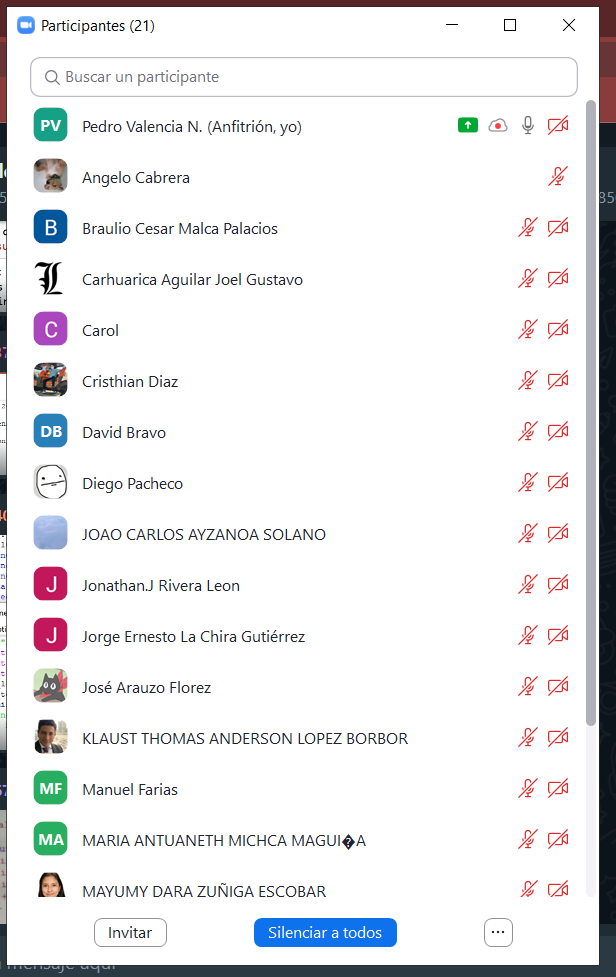 Participantes (21)
Buscar un participante
PV Pedro Valencia N. (Anfitrión, yo)
Angelo Cabrera
B Braulio Cesar Malca Palacios
L Carhuarica Aguilar Joel Gustavo
C Carol
Cristhian Diaz
DB David Bravo
Diego Pacheco
JOAO CARLOS AYZANOA SOLANO
J Jonathan.J Rivera Leon
J Jorge Ernesto La Chira Gutiérrez
José Arauzo Florez
KLAUST THOMAS ANDERSON LOPEZ BORBOR
MF Manuel Farias
MA MARIA ANTUANETH MICHCA MAGUI�A
MAYUMY DARA ZUÑIGA ESCOBAR
Invitar Silenciar a todos ...
mensaje aquí